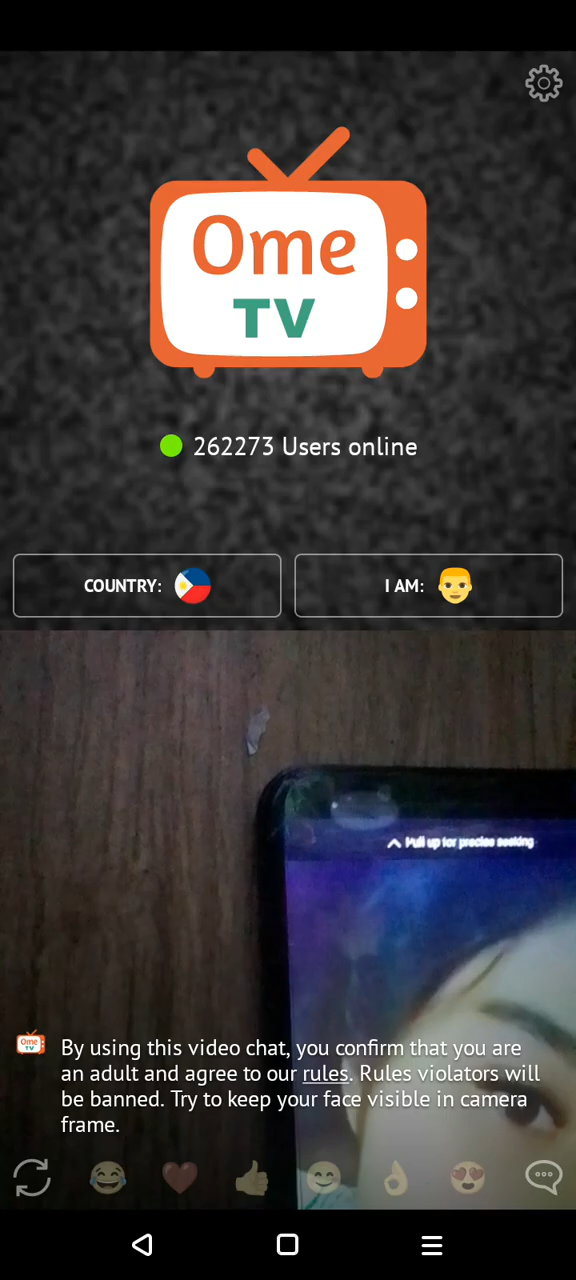 Ome
TV
262273 Users online
COUNTRY:
I AM:
Pull up for precise seeking
Ome
TV
By using this video chat, you confirm that you are
an adult and agree to our rules. Rules violators will
be banned. Try to keep your face visible in camera
frame.